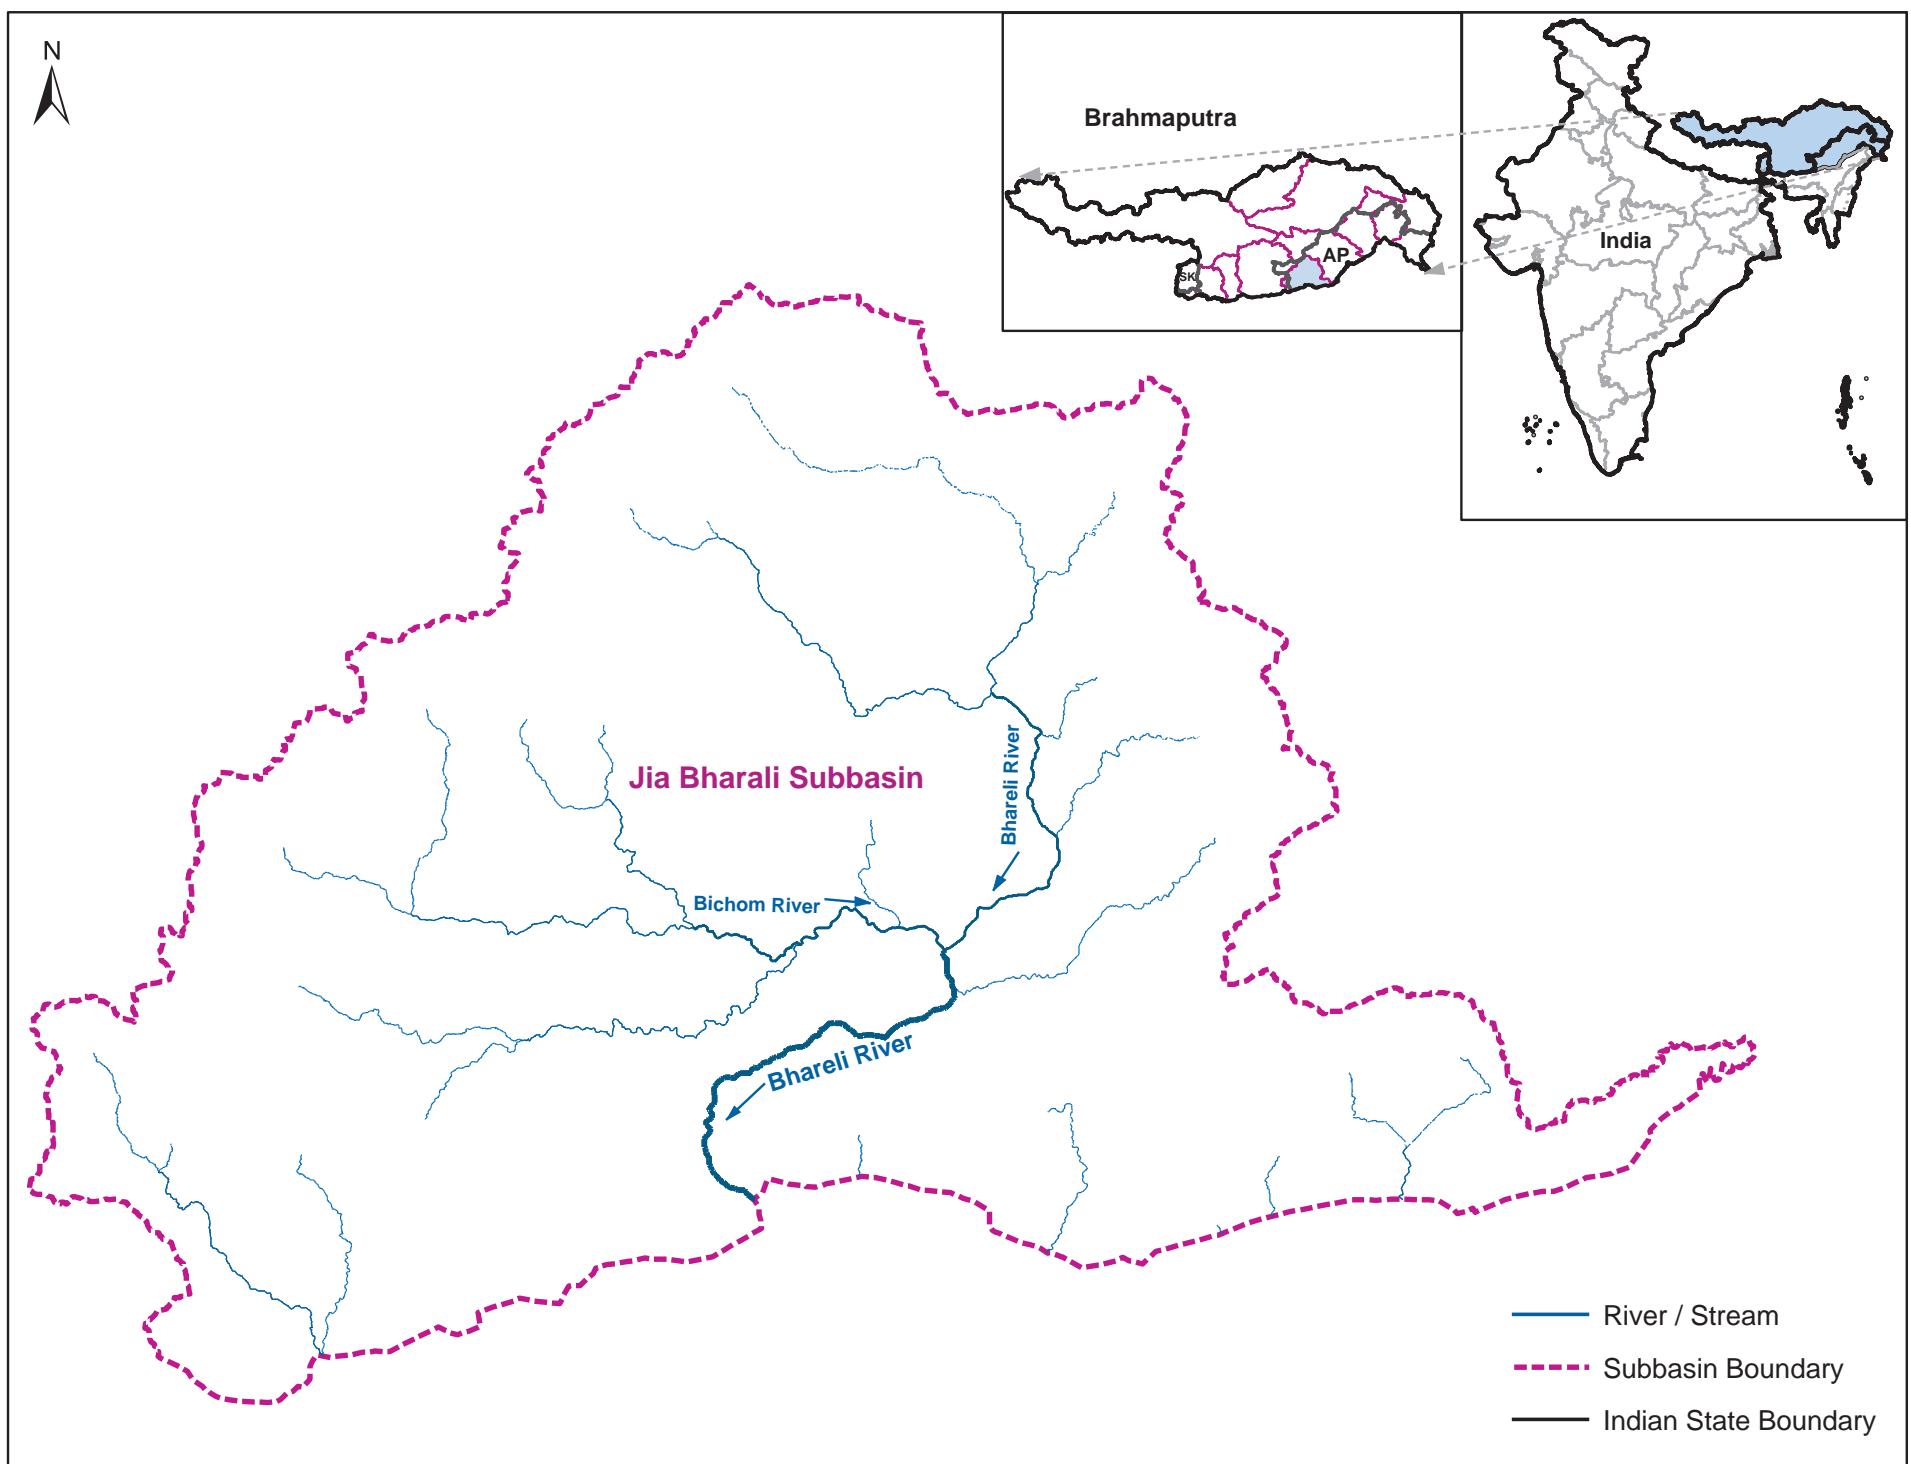 N
Brahmaputra
SK
AP
India
Jia Bharali Subbasin
Bhareli River
Bichom River
Bhareli River
River / Stream
Subbasin Boundary
Indian State Boundary